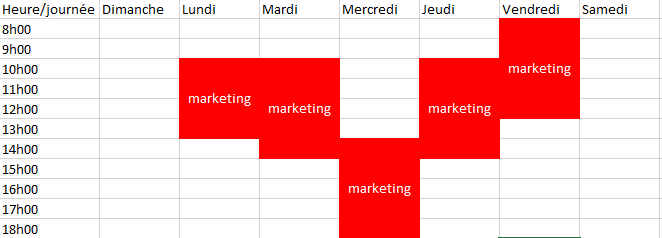 Heure/journée Dimanche Lundi Mardi Mercredi Jeudi Vendredi Samedi
8h00
9h00
10h00 marketing
11h00
marketing
12h00 marketing marketing
13h00
14h00
15h00
16h00 marketing
17h00
18h00